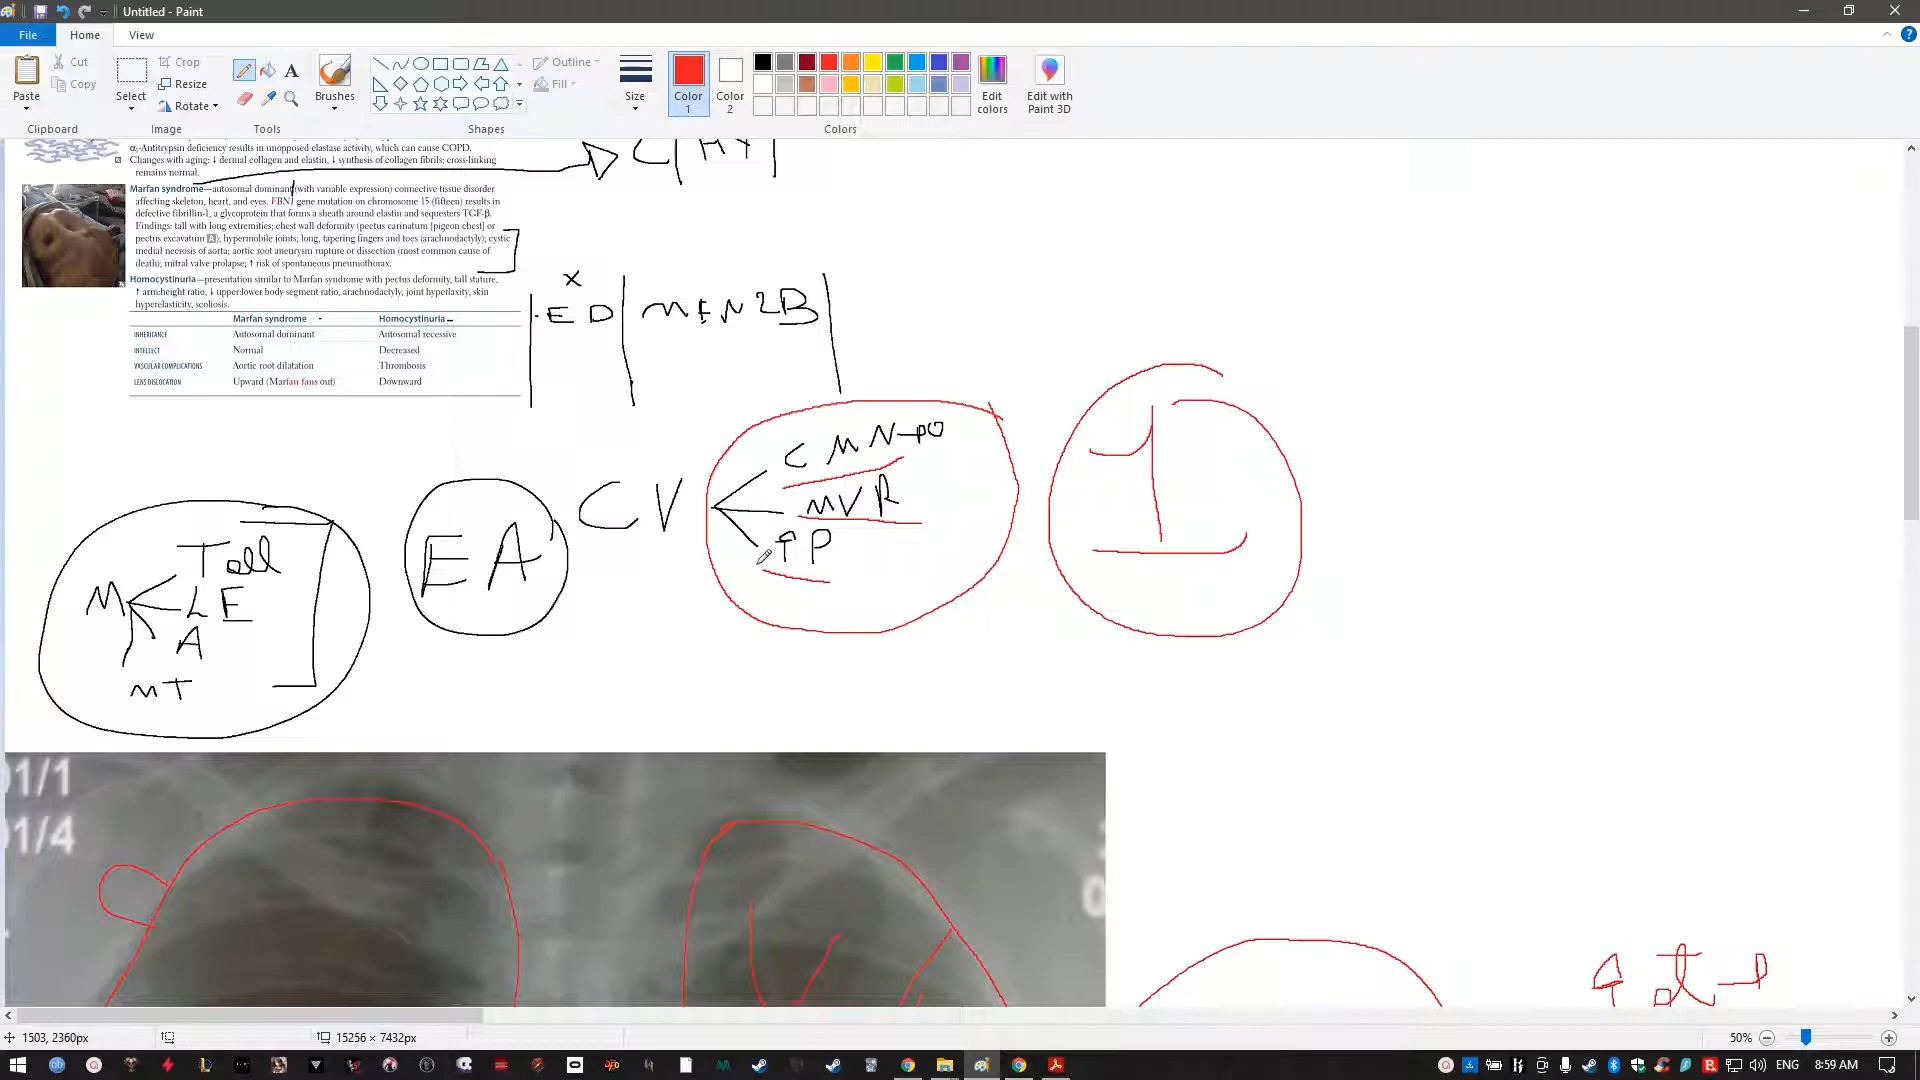 Untitled - Paint
File Home View
Paste
Cut
Copy
Select
Crop
Resize
Rotate
Brushes
Outline
Fill
Size
Color
1
Color
2
Edit
colors
Edit with
Paint 3D
Clipboard
Image
Tools
Shapes
Colors
α₁-Antitrypsin deficiency results in unopposed elastase activity, which can cause COPD.
Changes with aging: ↓ dermal collagen and elastin, ↓ synthesis of collagen fibrils; cross-linking
remains normal.
A
Marfan syndrome—autosomal dominant (with variable expression) connective tissue disorder
affecting skeleton, heart, and eyes. FBN1 gene mutation on chromosome 15 (fifteen) results in
defective fibrillin-1, a glycoprotein that forms a sheath around elastin and sequesters TGF-β.
Findings: tall with long extremities; chest wall deformity (pectus carinatum [pigeon chest] or
pectus excavatum A); hypermobile joints; long, tapering fingers and toes (arachnodactyly); cystic
medial necrosis of aorta; aortic root aneurysm rupture or dissection (most common cause of
death); mitral valve prolapse; ↑ risk of spontaneous pneumothorax.
Homocystinuria—presentation similar to Marfan syndrome with pectus deformity, tall stature,
↑ arm:height ratio, ↓ upper:lower body segment ratio, arachnodactyly, joint hyperlaxity, skin
hyperelasticity, scoliosis.
Marfan syndrome Homocystinuria
INHERITANCE Autosomal dominant Autosomal recessive
INTELLECT Normal Decreased
VASCULAR COMPLICATIONS Aortic root dilatation Thrombosis
LENS DISLOCATION Upward (Marfan fans out) Downward
x
ED MEN2B
CMN
CV
MVR
↑P
1
EA
Tall
M
LE
A
MT
01/1
01/4
0
1503, 2360px
15256 × 7432px
50%
ENG
8:59 AM